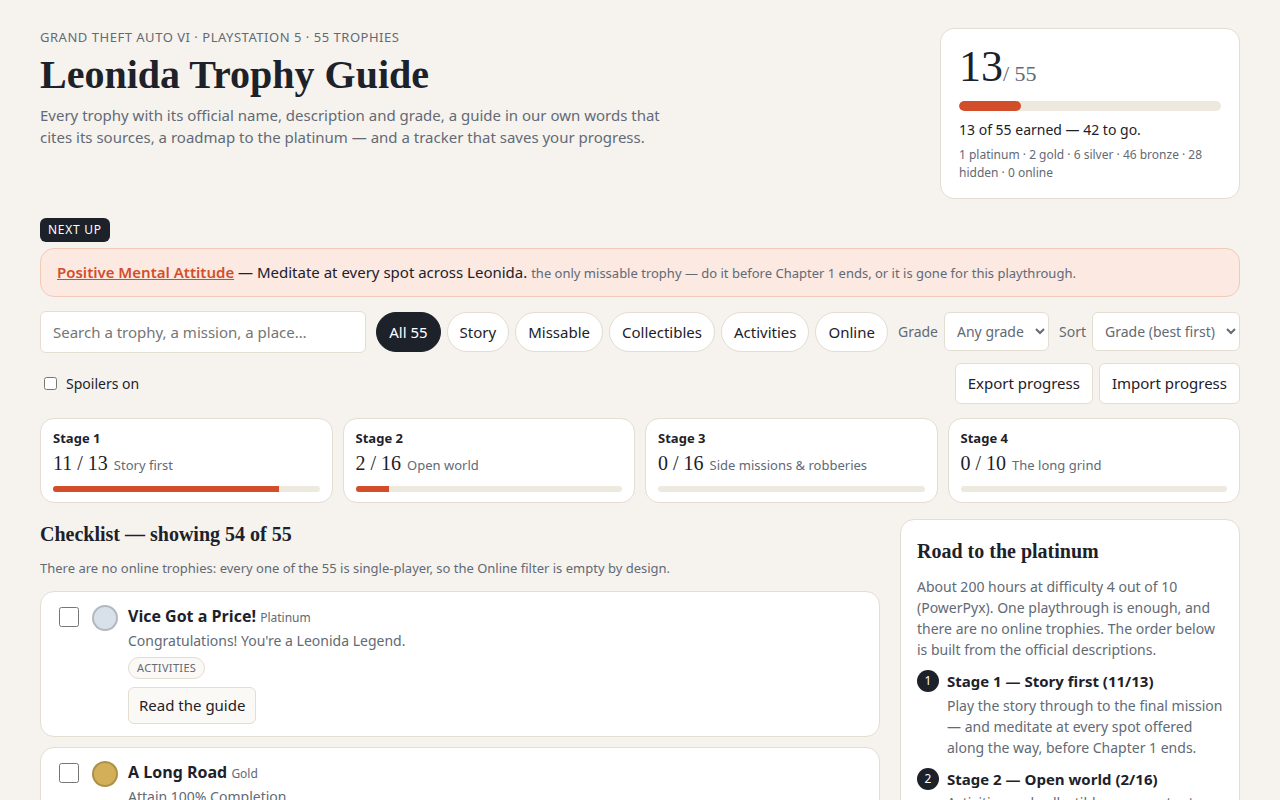 GRAND THEFT AUTO VI · PLAYSTATION 5 · 55 TROPHIES
Leonida Trophy Guide
Every trophy with its official name, description and grade, a guide in our own words that
cites its sources, a roadmap to the platinum — and a tracker that saves your progress.
13 / 55
13 of 55 earned — 42 to go.
1 platinum · 2 gold · 6 silver · 46 bronze · 28
hidden · 0 online
NEXT UP
Positive Mental Attitude — Meditate at every spot across Leonida. the only missable trophy — do it before Chapter 1 ends, or it is gone for this playthrough.
Search a trophy, a mission, a place... All 55 Story Missable Collectibles Activities Online Grade Any grade Sort Grade (best first)
Spoilers on Export progress Import progress
Stage 1
11 / 13 Story first
Stage 2
2 / 16 Open world
Stage 3
0 / 16 Side missions & robberies
Stage 4
0 / 10 The long grind
Checklist — showing 54 of 55
There are no online trophies: every one of the 55 is single-player, so the Online filter is empty by design.
Vice Got a Price! Platinum
Congratulations! You're a Leonida Legend.
ACTIVITIES
Read the guide
A Long Road Gold
Attain 100% Completion
Road to the platinum
About 200 hours at difficulty 4 out of 10
(PowerPyx). One playthrough is enough, and
there are no online trophies. The order below
is built from the official descriptions.
1 Stage 1 — Story first (11/13)
Play the story through to the final mission
— and meditate at every spot offered
along the way, before Chapter 1 ends.
2 Stage 2 — Open world (2/16)